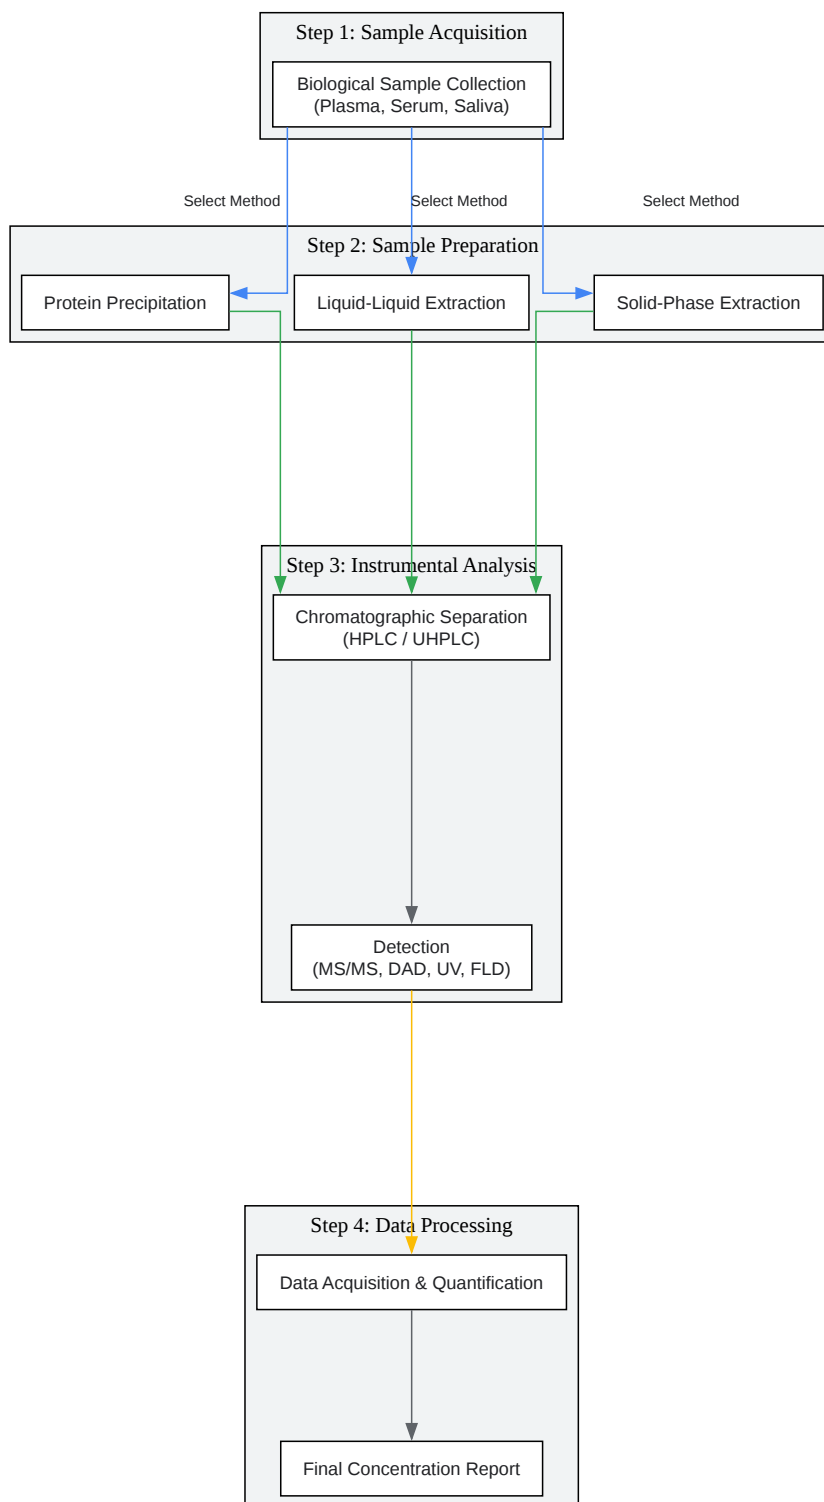 Step 1: Sample Acquisition
Biological Sample Collection
(Plasma, Serum, Saliva)
Select Method
Select Method
Select Method
Step 2: Sample Preparation
Protein Precipitation
Liquid-Liquid Extraction
Solid-Phase Extraction
Step 3: Instrumental Analysis
Chromatographic Separation
(HPLC / UHPLC)
Detection
(MS/MS, DAD, UV, FLD)
Step 4: Data Processing
Data Acquisition & Quantification
Final Concentration Report